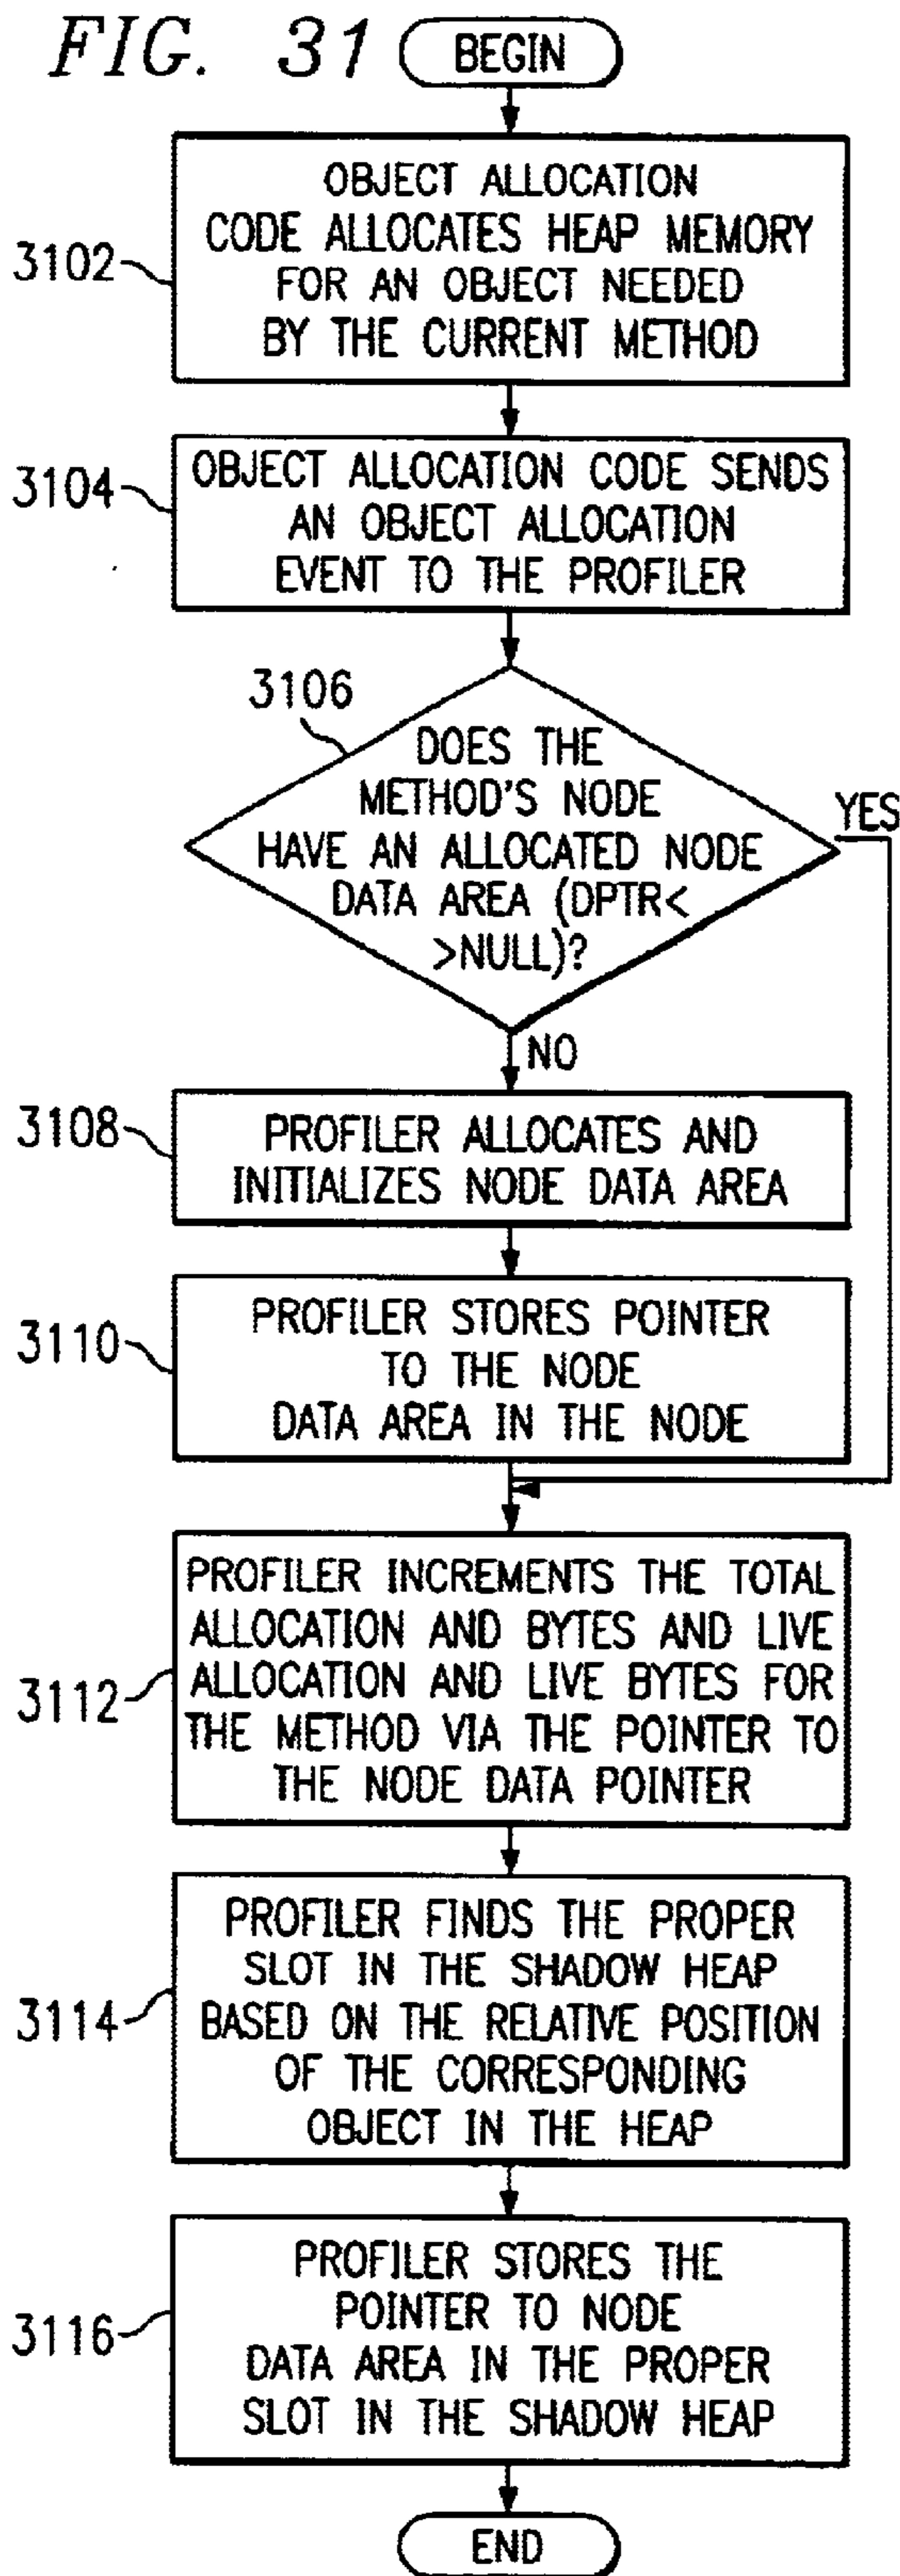 FIG. 31
BEGIN
3102
OBJECT ALLOCATION
CODE ALLOCATES HEAP MEMORY
FOR AN OBJECT NEEDED
BY THE CURRENT METHOD
3104
OBJECT ALLOCATION CODE SENDS
AN OBJECT ALLOCATION
EVENT TO THE PROFILER
3106
DOES THE
METHOD'S NODE
HAVE AN ALLOCATED NODE
DATA AREA (DPTR<
>NULL)?
YES
NO
3108
PROFILER ALLOCATES AND
INITIALIZES NODE DATA AREA
3110
PROFILER STORES POINTER
TO THE NODE
DATA AREA IN THE NODE
3112
PROFILER INCREMENTS THE TOTAL
ALLOCATION AND BYTES AND LIVE
ALLOCATION AND LIVE BYTES FOR
THE METHOD VIA THE POINTER TO
THE NODE DATA POINTER
3114
PROFILER FINDS THE PROPER
SLOT IN THE SHADOW HEAP
BASED ON THE RELATIVE POSITION
OF THE CORRESPONDING
OBJECT IN THE HEAP
3116
PROFILER STORES THE
POINTER TO NODE
DATA AREA IN THE PROPER
SLOT IN THE SHADOW HEAP
END